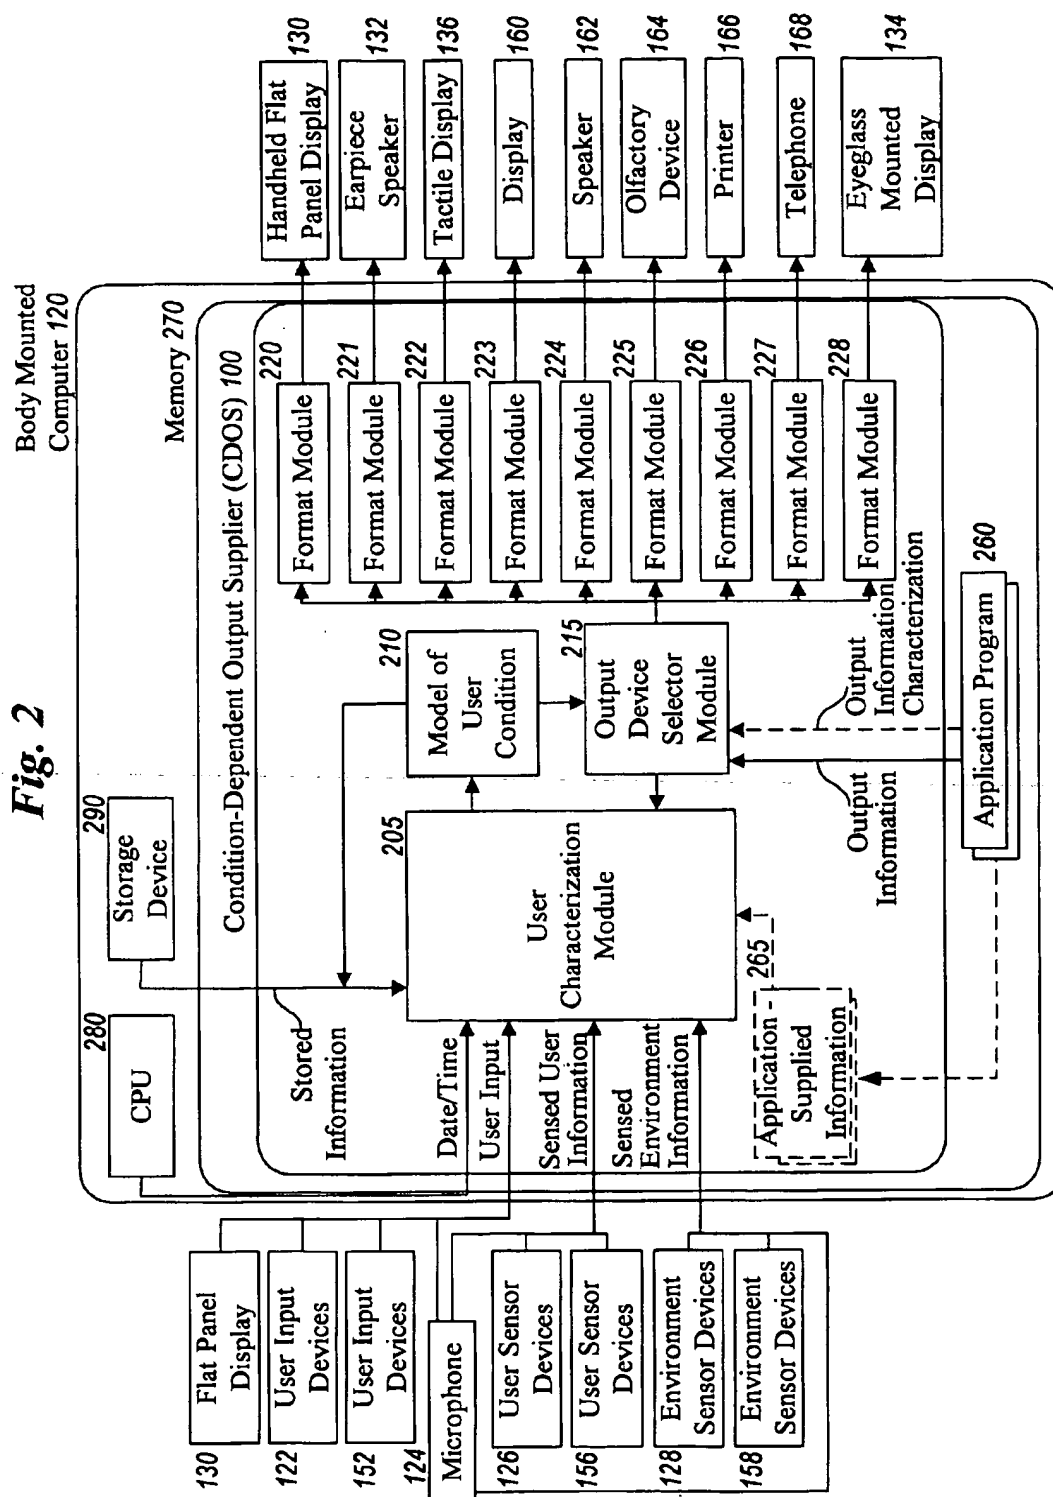 Fig. 2
Body Mounted
Computer 120
Memory 270
Condition-Dependent Output Supplier (CDOS) 100
CPU
280
Storage
Device
290
Stored
Information
Date/Time
User Input
Sensed User
Information
Sensed
Environment
Information
Flat Panel
Display
130
User Input
Devices
122
User Input
Devices
152
Microphone
124
User Sensor
Devices
126
User Sensor
Devices
156
Environment
Sensor Devices
128
Environment
Sensor Devices
158
User
Characterization
Module
205
Model of
User
Condition
210
Output
Device
Selector
Module
215
Application -
Supplied
Information
265
Output
Information
Output
Information
Characterization
Application Program
260
Format Module
220
Format Module
221
Format Module
222
Format Module
223
Format Module
224
Format Module
225
Format Module
226
Format Module
227
Format Module
228
Handheld Flat
Panel Display
130
Earpiece
Speaker
132
Tactile Display
136
Display
160
Speaker
162
Olfactory
Device
164
Printer
166
Telephone
168
Eyeglass
Mounted
Display
134